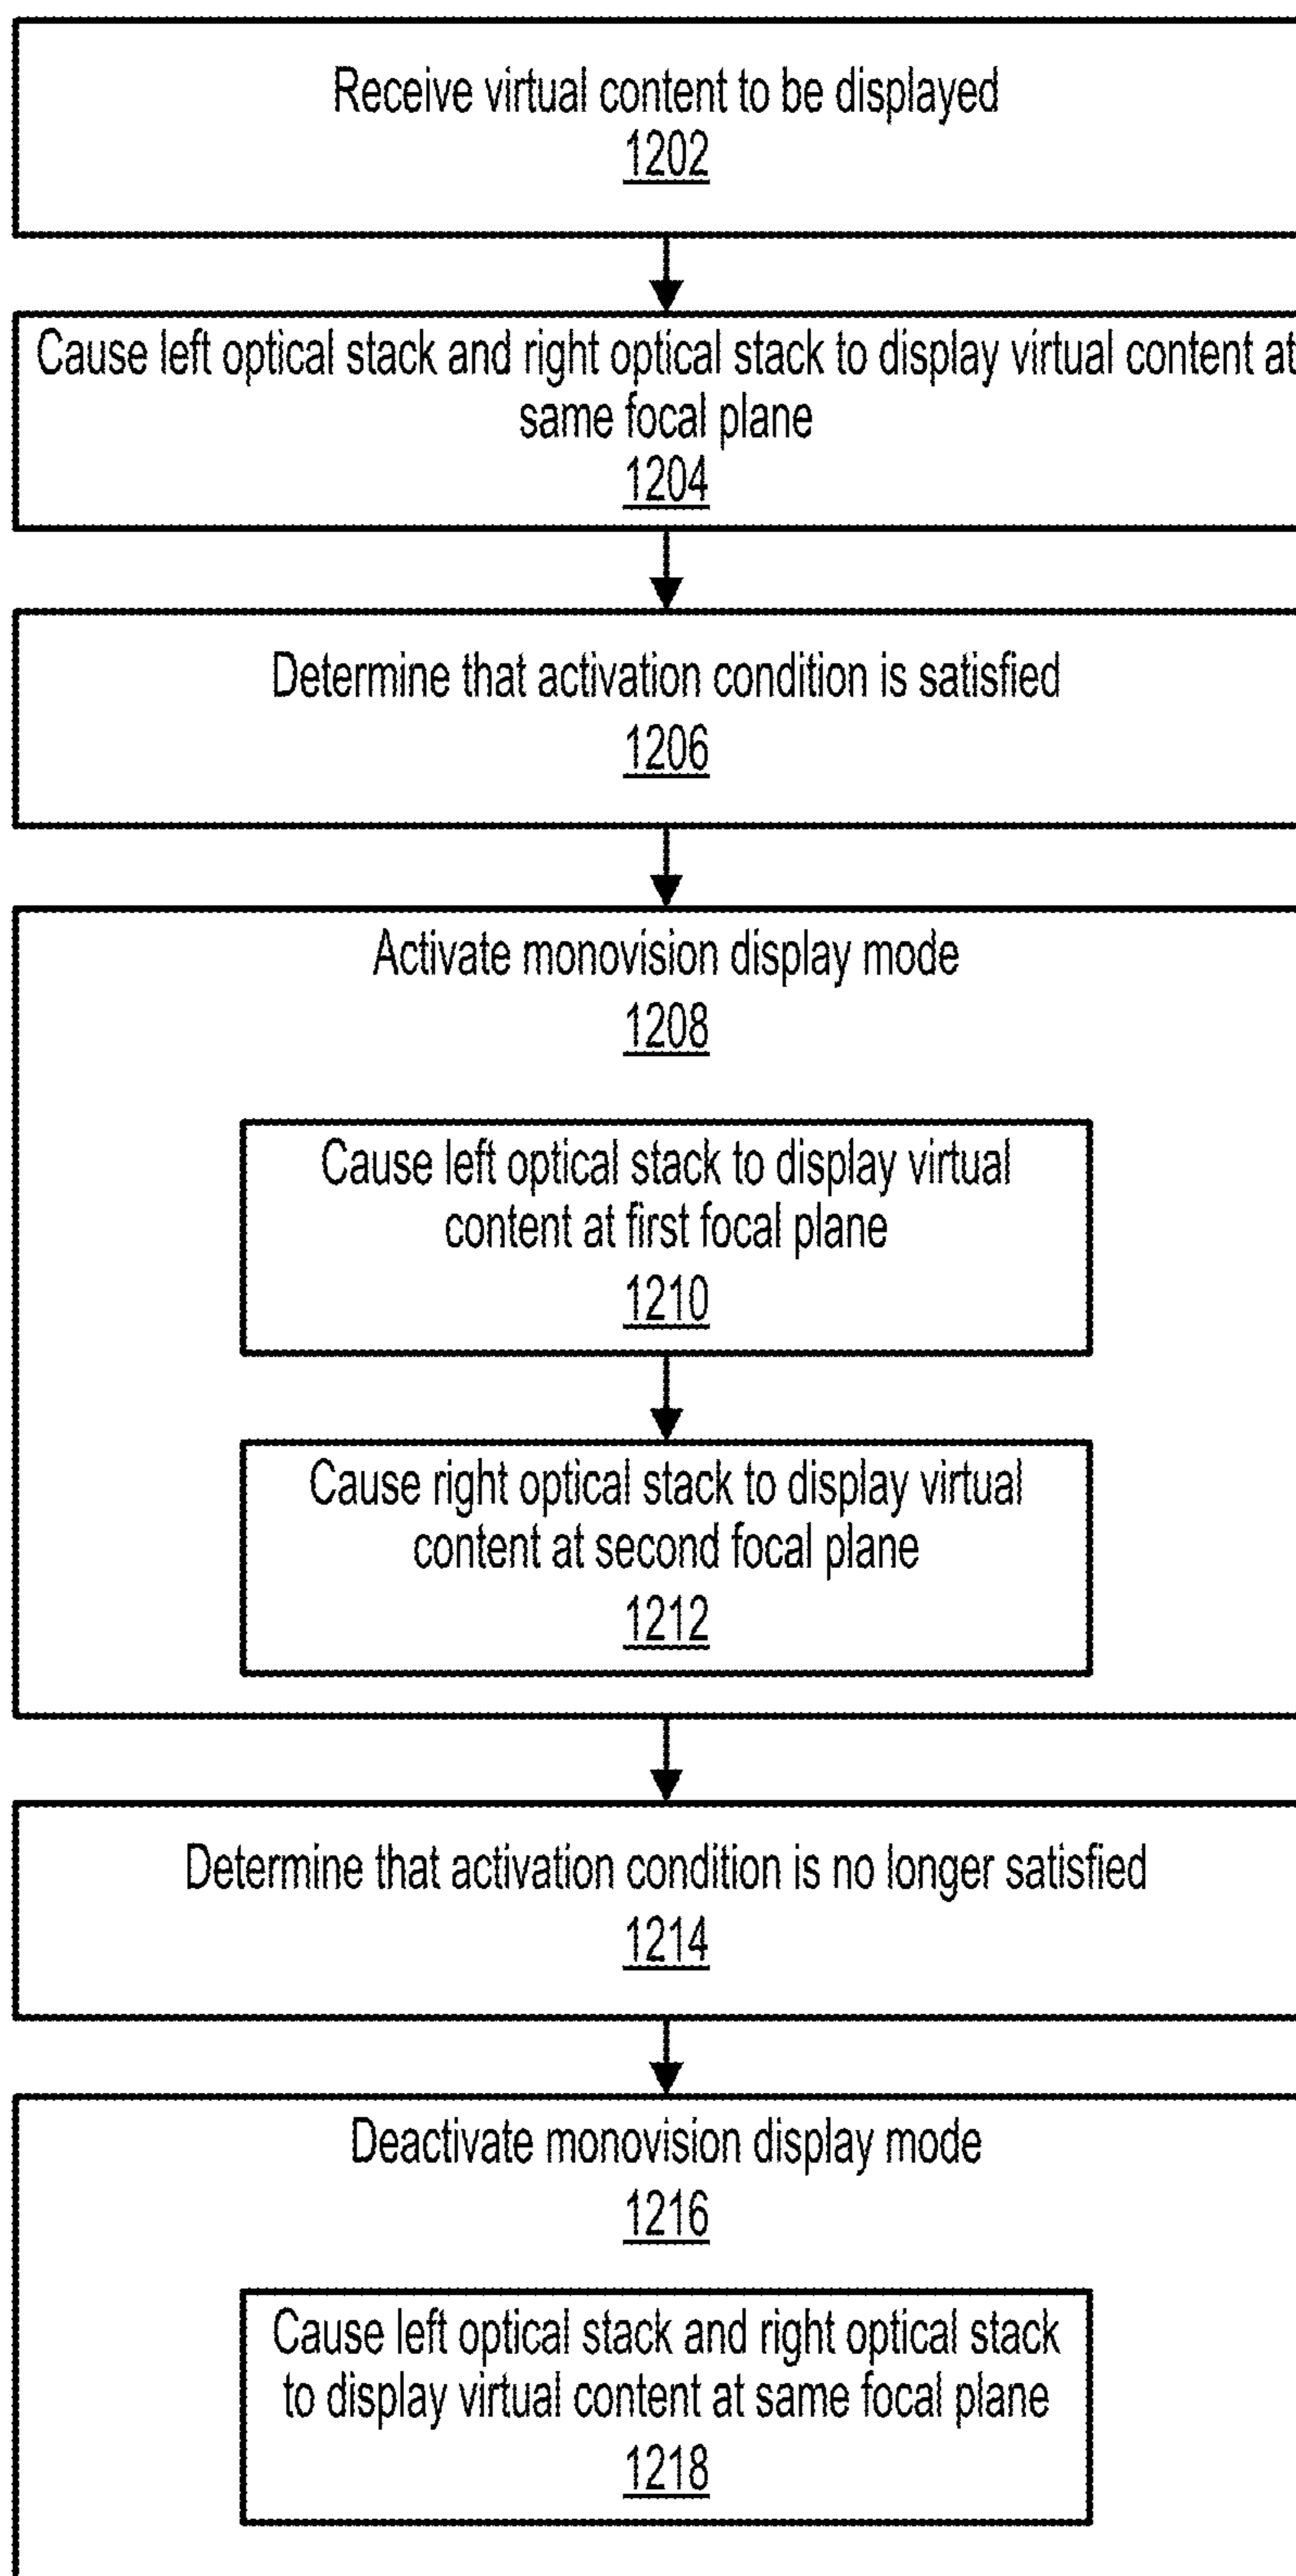 Receive virtual content to be displayed
1202
Cause left optical stack and right optical stack to display virtual content at
same focal plane
1204
Determine that activation condition is satisfied
1206
Activate monovision display mode
1208
Cause left optical stack to display virtual
content at first focal plane
1210
Cause right optical stack to display virtual
content at second focal plane
1212
Determine that activation condition is no longer satisfied
1214
Deactivate monovision display mode
1216
Cause left optical stack and right optical stack
to display virtual content at same focal plane
1218